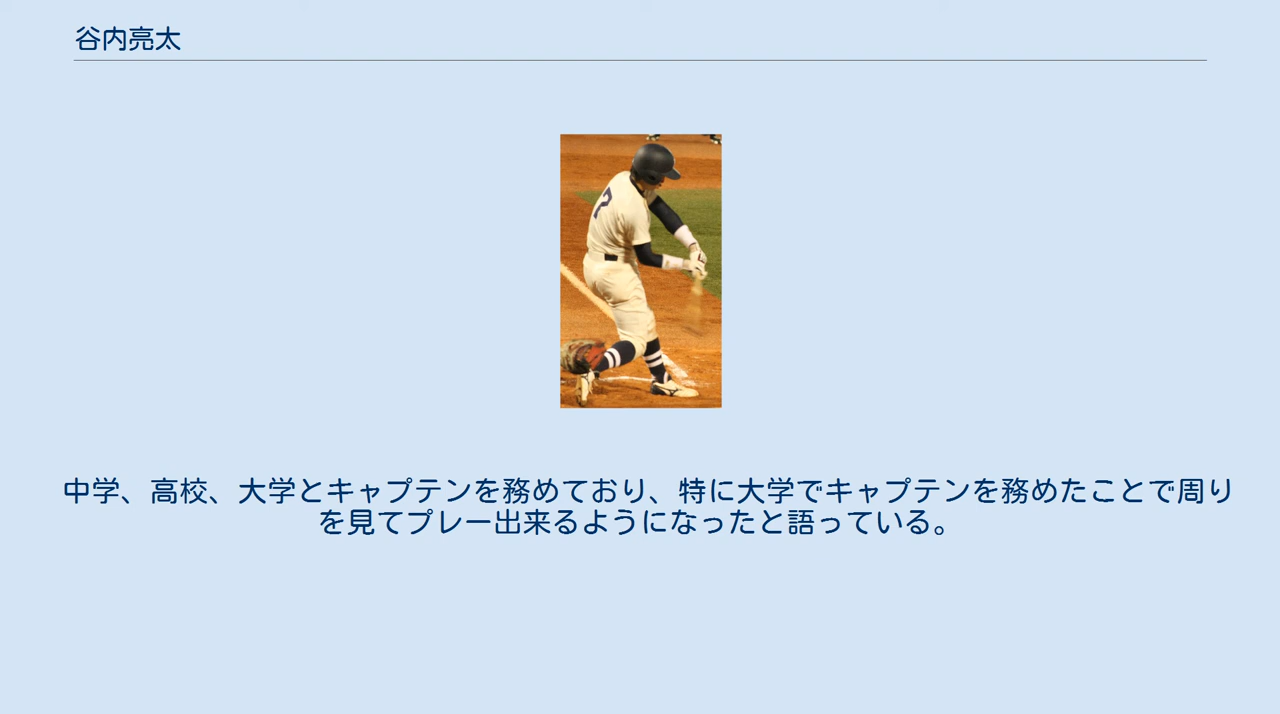 谷内亮太
7
中学、高校、大学とキャプテンを務めており、特に大学でキャプテンを務めたことで周り
を見てプレー出来るようになったと語っている。